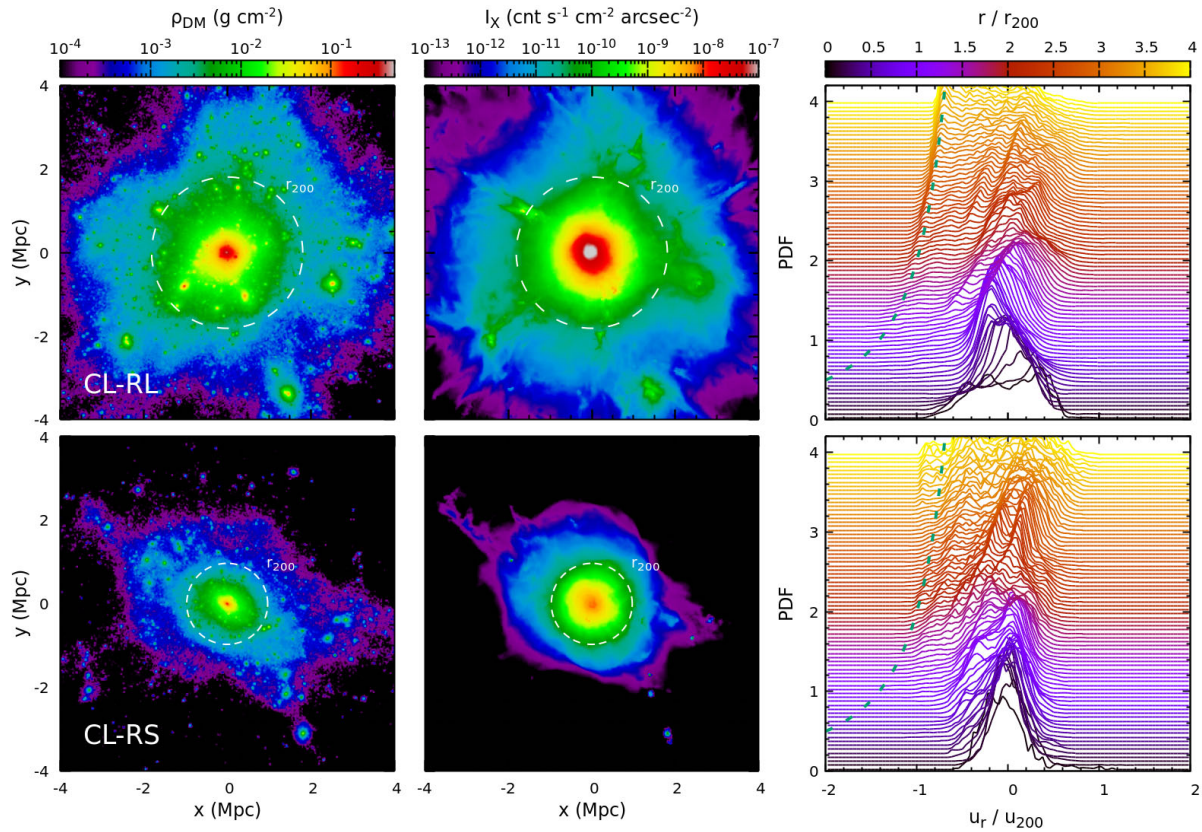 ρDM (g cm-2)
IX (cnt s-1 cm-2 arcsec-2)
r / r200
10-4 10-3 10-2 10-1
10-13 10-12 10-11 10-10 10-9 10-8 10-7
0 0.5 1 1.5 2 2.5 3 3.5 4
4
2
0
-2
-4
y (Mpc)
r200
CL-RL
r200
PDF
4
3
2
1
0
4
2
0
-2
-4
y (Mpc)
r200
CL-RS
r200
PDF
4
3
2
1
0
-4 -2 0 2 4
-4 -2 0 2 4
-2 -1 0 1 2
x (Mpc)
x (Mpc)
ur / u200